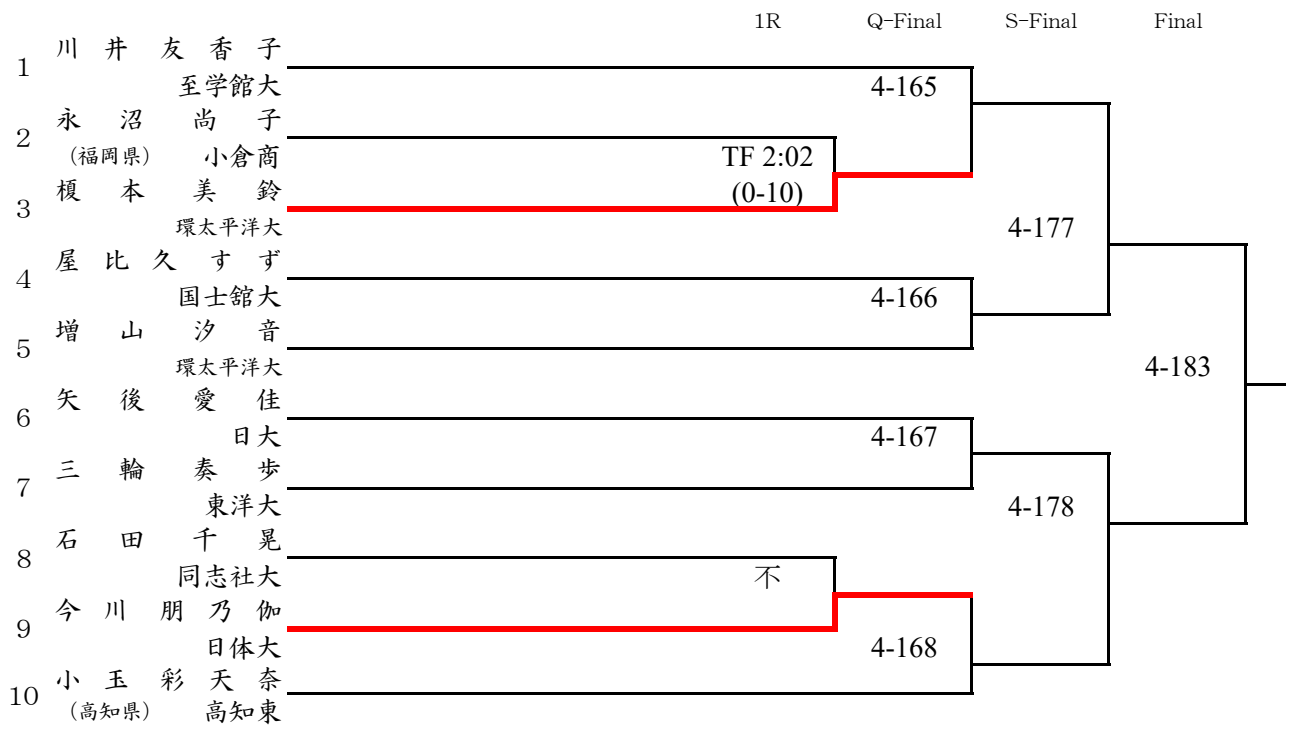 1R Q-Final S-Final Final
1 川井友香子
至学館大
4-165
2 永沼尚子
(福岡県) 小倉商
TF 2:02
3 榎本美鈴
(0-10)
環太平洋大
4-177
4 屋比久すず
国士舘大
4-166
5 増山汐音
環太平洋大
4-183
6 矢後愛佳
日大
4-167
7 三輪奏歩
東洋大
4-178
8 石田千晃
同志社大
不
9 今川朋乃伽
日体大
4-168
10 小玉彩天奈
(高知県) 高知東